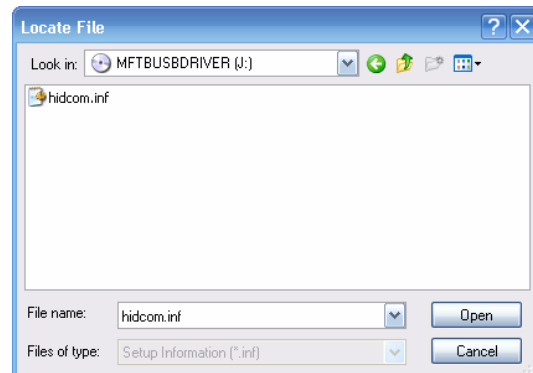 Locate File
Look in: MFTBUSBDRIVER (J:)
hidcom.inf
File name: hidcom.inf Open
Files of type: Setup Information (*.inf) Cancel